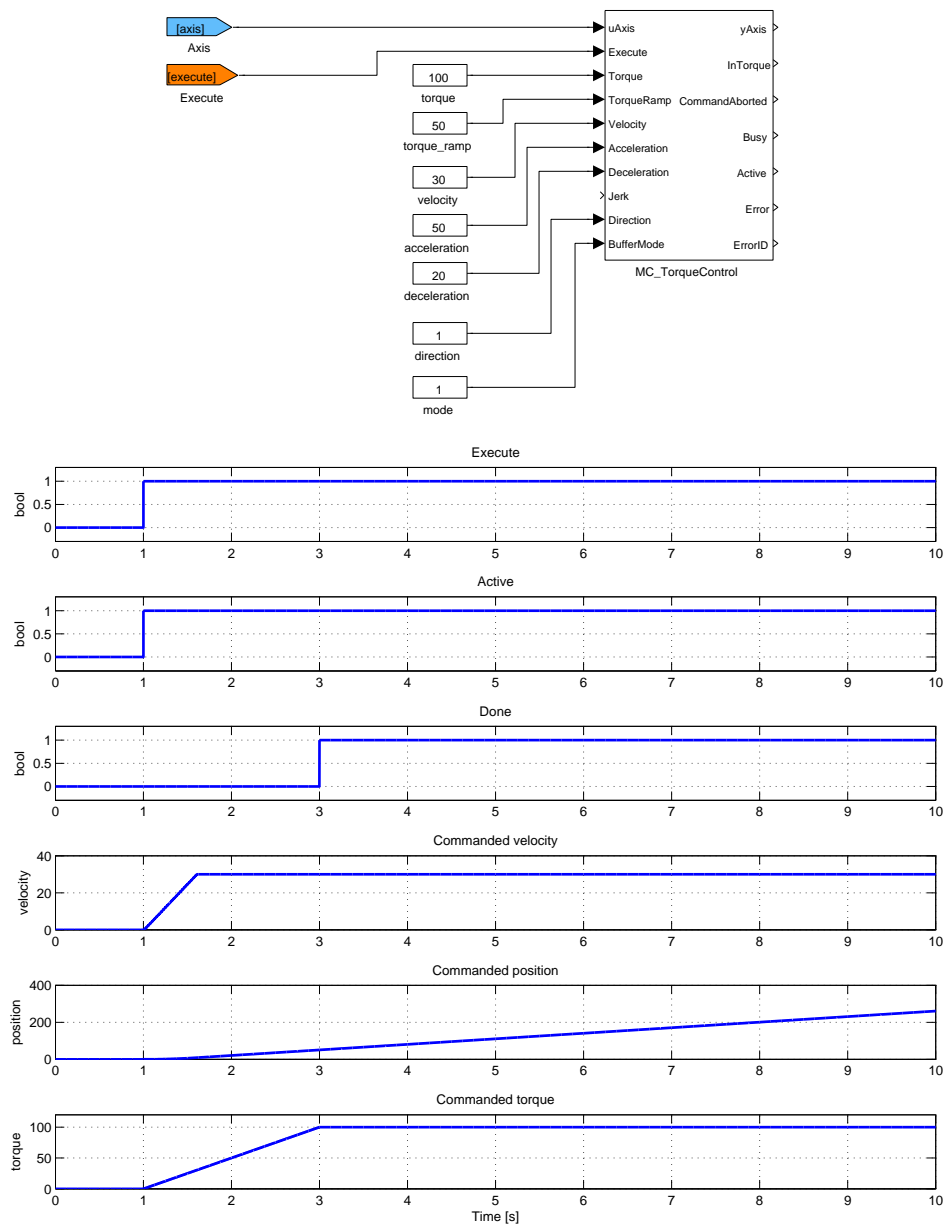 [axis]
Axis
[execute]
Execute
100
torque
50
torque_ramp
30
velocity
50
acceleration
20
deceleration
1
direction
1
mode
uAxis
Execute
Torque
TorqueRamp
Velocity
Acceleration
Deceleration
Jerk
Direction
BufferMode
yAxis
InTorque
CommandAborted
Busy
Active
Error
ErrorID
MC_TorqueControl
Execute
bool
1
0.5
0
0 1 2 3 4 5 6 7 8 9 10
Active
bool
1
0.5
0
0 1 2 3 4 5 6 7 8 9 10
Done
bool
1
0.5
0
0 1 2 3 4 5 6 7 8 9 10
Commanded velocity
velocity
40
20
0
0 1 2 3 4 5 6 7 8 9 10
Commanded position
position
400
200
0
0 1 2 3 4 5 6 7 8 9 10
Commanded torque
torque
100
50
0
0 1 2 3 4 5 6 7 8 9 10
Time [s]